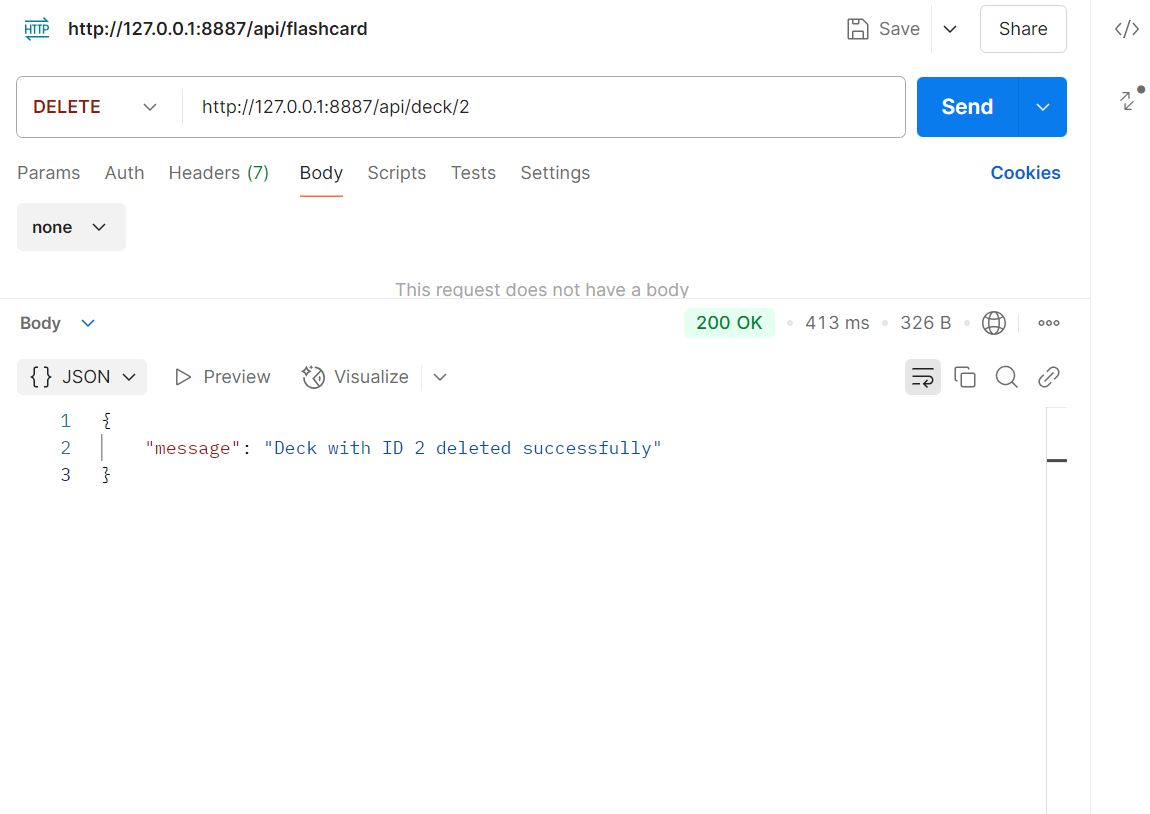 HTTP http://127.0.0.1:8887/api/flashcard Save Share </>
DELETE http://127.0.0.1:8887/api/deck/2 Send
Params Auth Headers (7) Body Scripts Tests Settings Cookies
none
This request does not have a body
Body 200 OK 413 ms 326 B
{} JSON Preview Visualize
1 {
2 "message": "Deck with ID 2 deleted successfully"
3 }